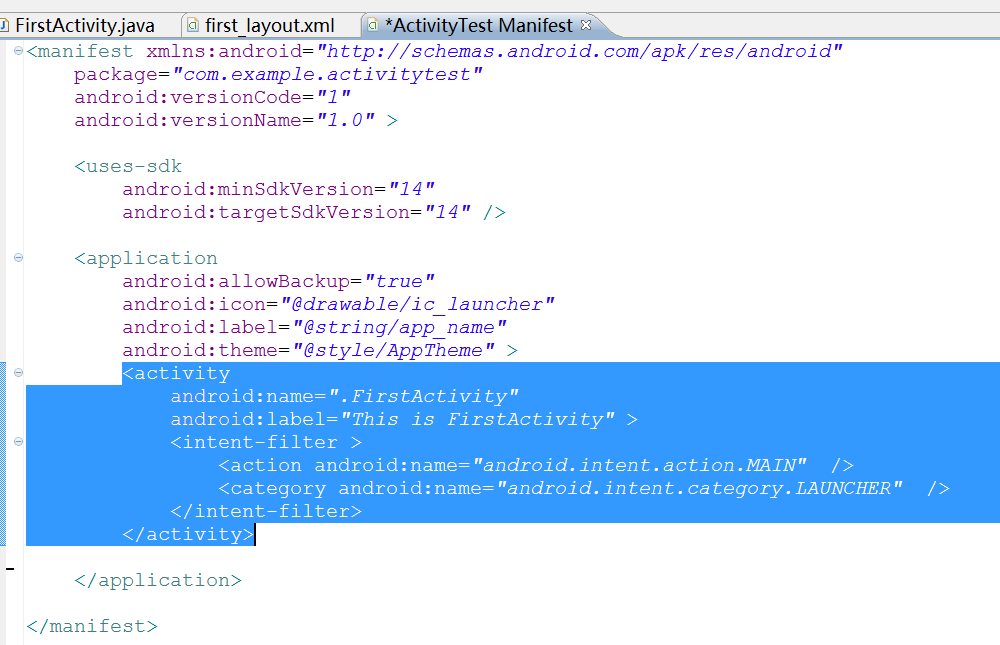 FirstActivity.java first_layout.xml *ActivityTest Manifest
<manifest xmlns:android="http://schemas.android.com/apk/res/android"
package="com.example.activitytest"
android:versionCode="1"
android:versionName="1.0" >
<uses-sdk
android:minSdkVersion="14"
android:targetSdkVersion="14" />
<application
android:allowBackup="true"
android:icon="@drawable/ic_launcher"
android:label="@string/app_name"
android:theme="@style/AppTheme" >
<activity
android:name=".FirstActivity"
android:label="This is FirstActivity" >
<intent-filter >
<action android:name="android.intent.action.MAIN"  />
<category android:name="android.intent.category.LAUNCHER"  />
</intent-filter>
</activity>
</application>
</manifest>